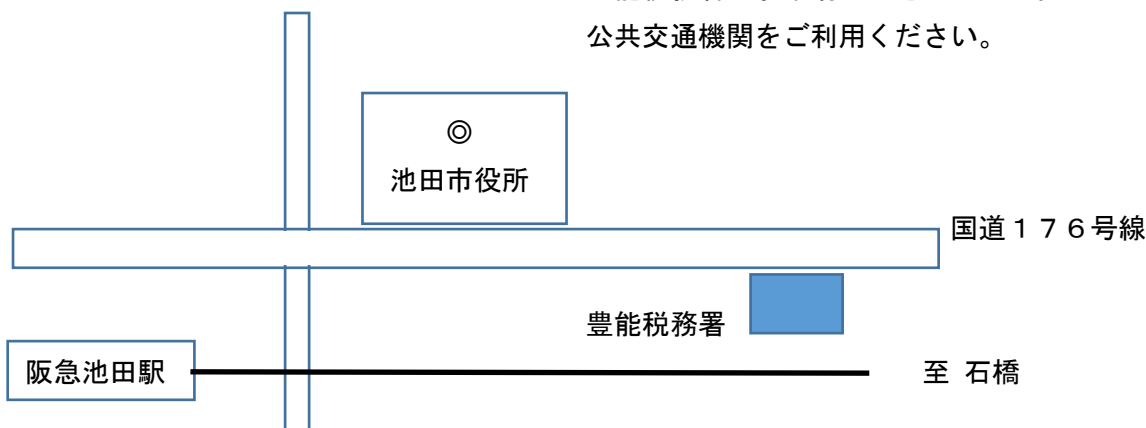 公共交通機関をご利用ください。
◎
池田市役所
国道１７６号線
豊能税務署
阪急池田駅
至 石橋